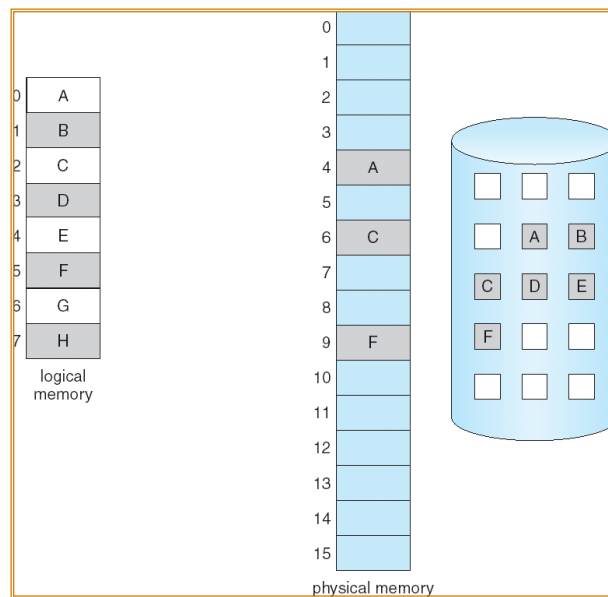 0 A
1 B
2 C
3 D
4 E
5 F
6 G
7 H
logical
memory
0
1
2
3
4 A
5
6 C
7
8
9 F
10
11
12
13
14
15
physical memory
A B
C D E
F